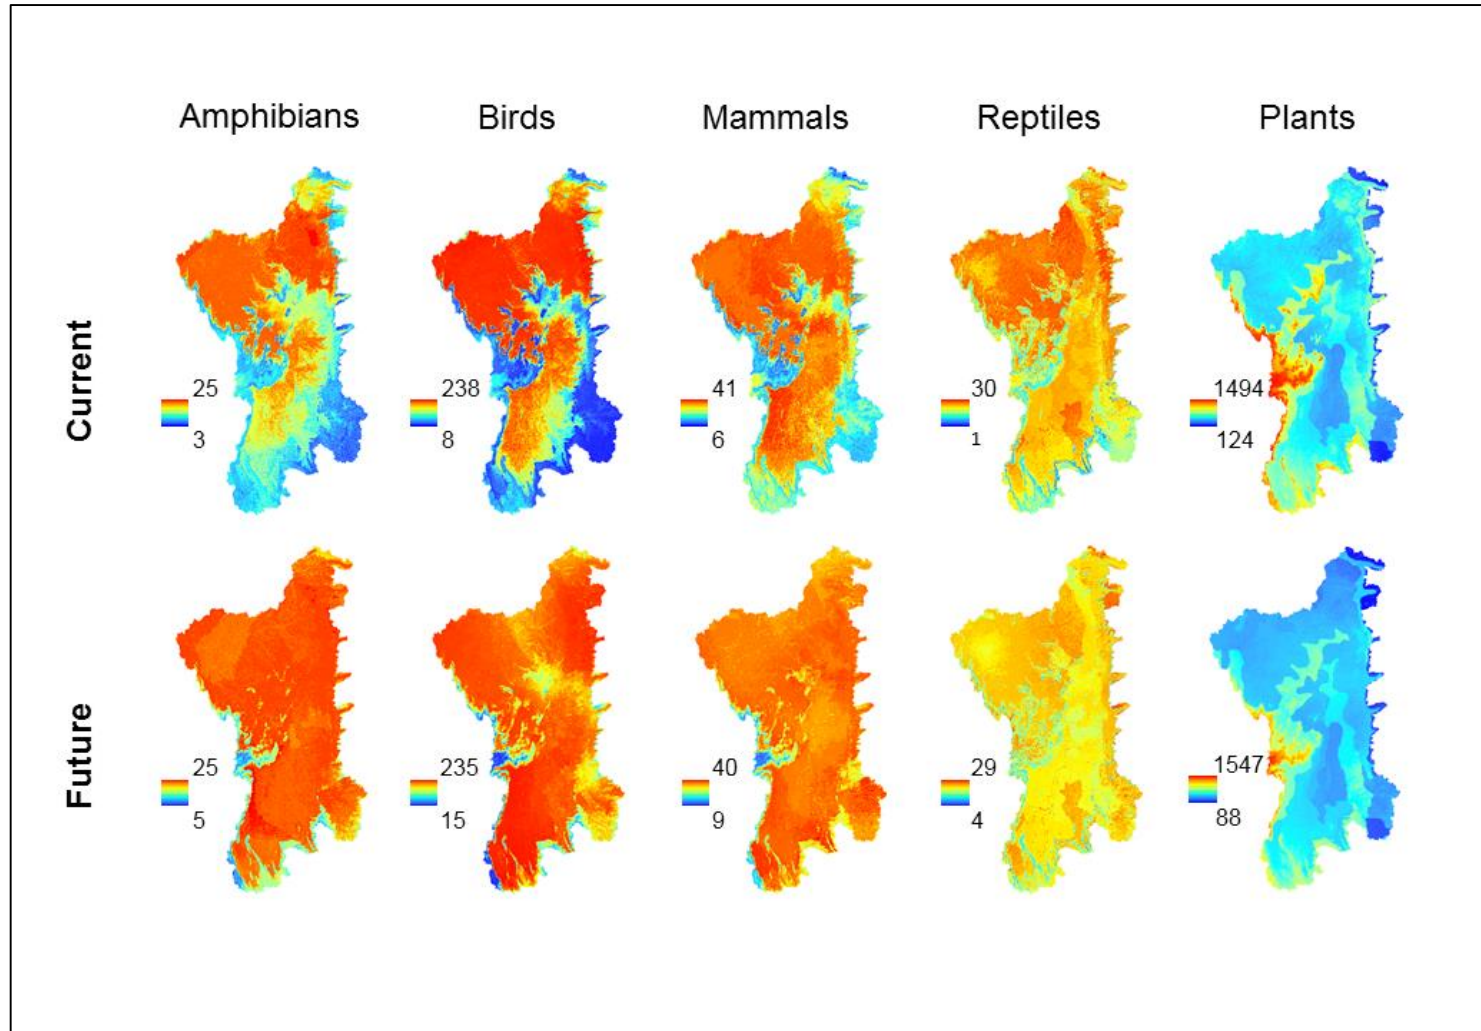 Amphibians Birds Mammals Reptiles Plants
Current
25 238 41 30 1494
3 8 6 1 124
Future
25 235 40 29 1547
5 15 9 4 88